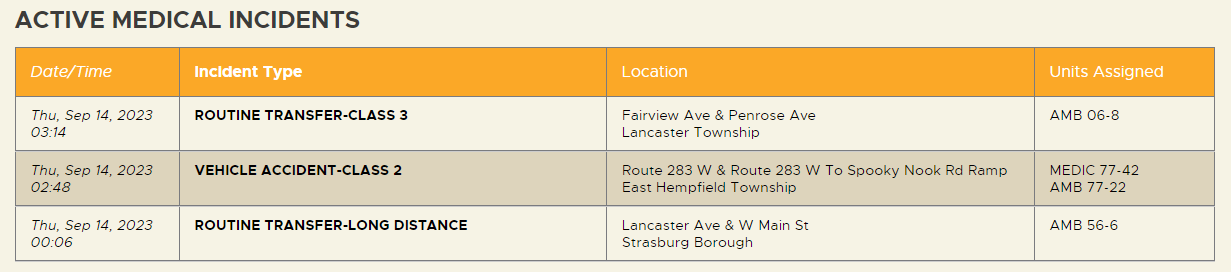 ACTIVE MEDICAL INCIDENTS
Date/Time Incident Type Location Units Assigned
Thu, Sep 14, 2023 ROUTINE TRANSFER-CLASS 3 Fairview Ave & Penrose Ave AMB 06-8
03:14 Lancaster Township
Thu, Sep 14, 2023 VEHICLE ACCIDENT-CLASS 2 Route 283 W & Route 283 W To Spooky Nook Rd Ramp MEDIC 77-42
02:48 East Hempfield Township AMB 77-22
Thu, Sep 14, 2023 ROUTINE TRANSFER-LONG DISTANCE Lancaster Ave & W Main St AMB 56-6
00:06 Strasburg Borough